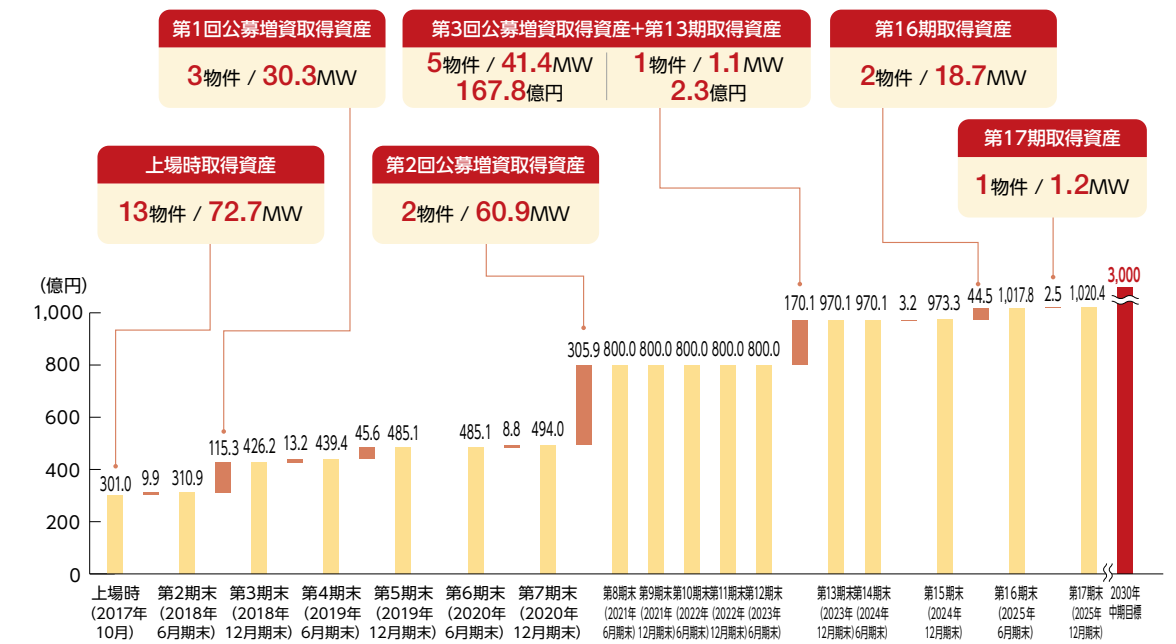 第1回公募増資取得資産
3物件 / 30.3MW
第3回公募増資取得資産+第13期取得資産
5物件 / 41.4MW
167.8億円
1物件 / 1.1MW
2.3億円
第16期取得資産
2物件 / 18.7MW
第17期取得資産
1物件 / 1.2MW
上場時取得資産
13物件 / 72.7MW
第2回公募増資取得資産
2物件 / 60.9MW
(億円)
1,000
800
600
400
200
0
301.0
9.9
310.9
115.3
426.2
13.2
439.4
45.6
485.1
485.1
8.8
494.0
305.9
800.0
800.0
800.0
800.0
800.0
170.1
970.1
970.1
3.2
973.3
44.5
1,017.8
2.5
1,020.4
3,000
上場時
(2017年
10月)
第2期末
(2018年
6月期末)
第3期末
(2018年
12月期末)
第4期末
(2019年
6月期末)
第5期末
(2019年
12月期末)
第6期末
(2020年
6月期末)
第7期末
(2020年
12月期末)
第8期末
(2021年
6月期末)
第9期末
(2021年
12月期末)
第10期末
(2022年
6月期末)
第11期末
(2022年
12月期末)
第12期末
(2023年
6月期末)
第13期末
(2023年
12月期末)
第14期末
(2024年
6月期末)
第15期末
(2024年
12月期末)
第16期末
(2025年
6月期末)
第17期末
(2025年
12月期末)
2030年
中期目標